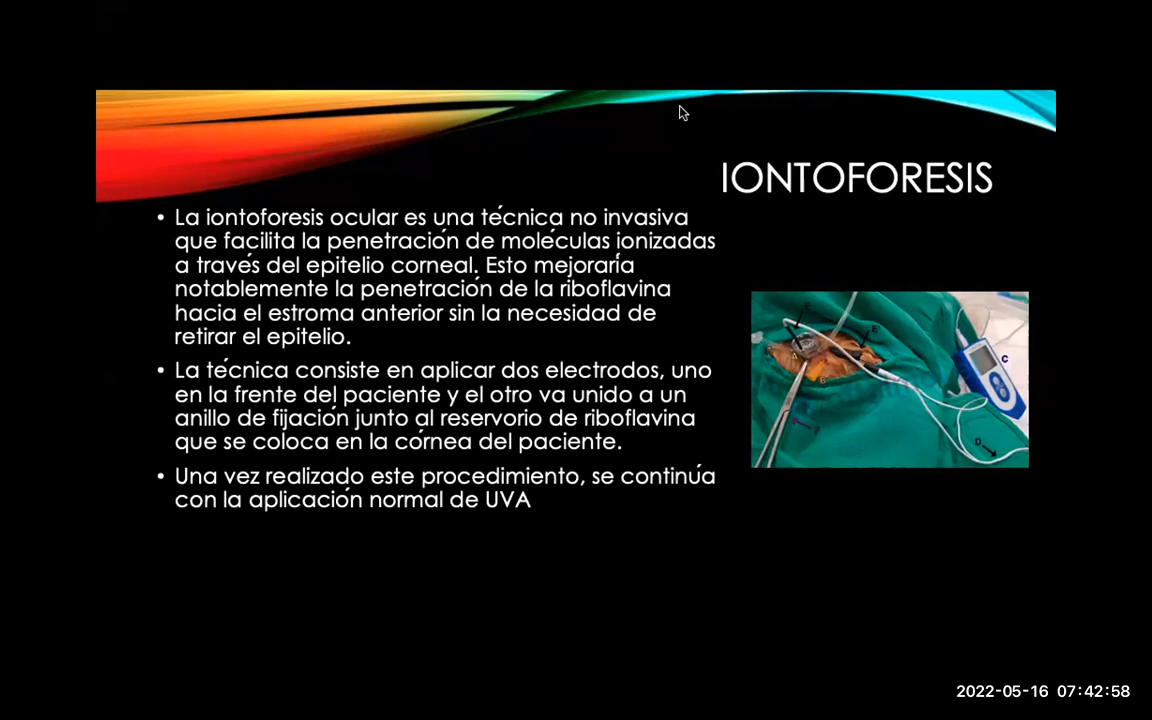 IONTOFORESIS
• La iontoforesis ocular es una técnica no invasiva
que facilita la penetración de moléculas ionizadas
a través del epitelio corneal. Esto mejoraría
notablemente la penetración de la riboflavina
hacia el estroma anterior sin la necesidad de
retirar el epitelio.
• La técnica consiste en aplicar dos electrodos, uno
en la frente del paciente y el otro va unido a un
anillo de fijación junto al reservorio de riboflavina
que se coloca en la córnea del paciente.
• Una vez realizado este procedimiento, se continúa
con la aplicación normal de UVA
A
B
C
D
E
2022-05-16 07:42:58